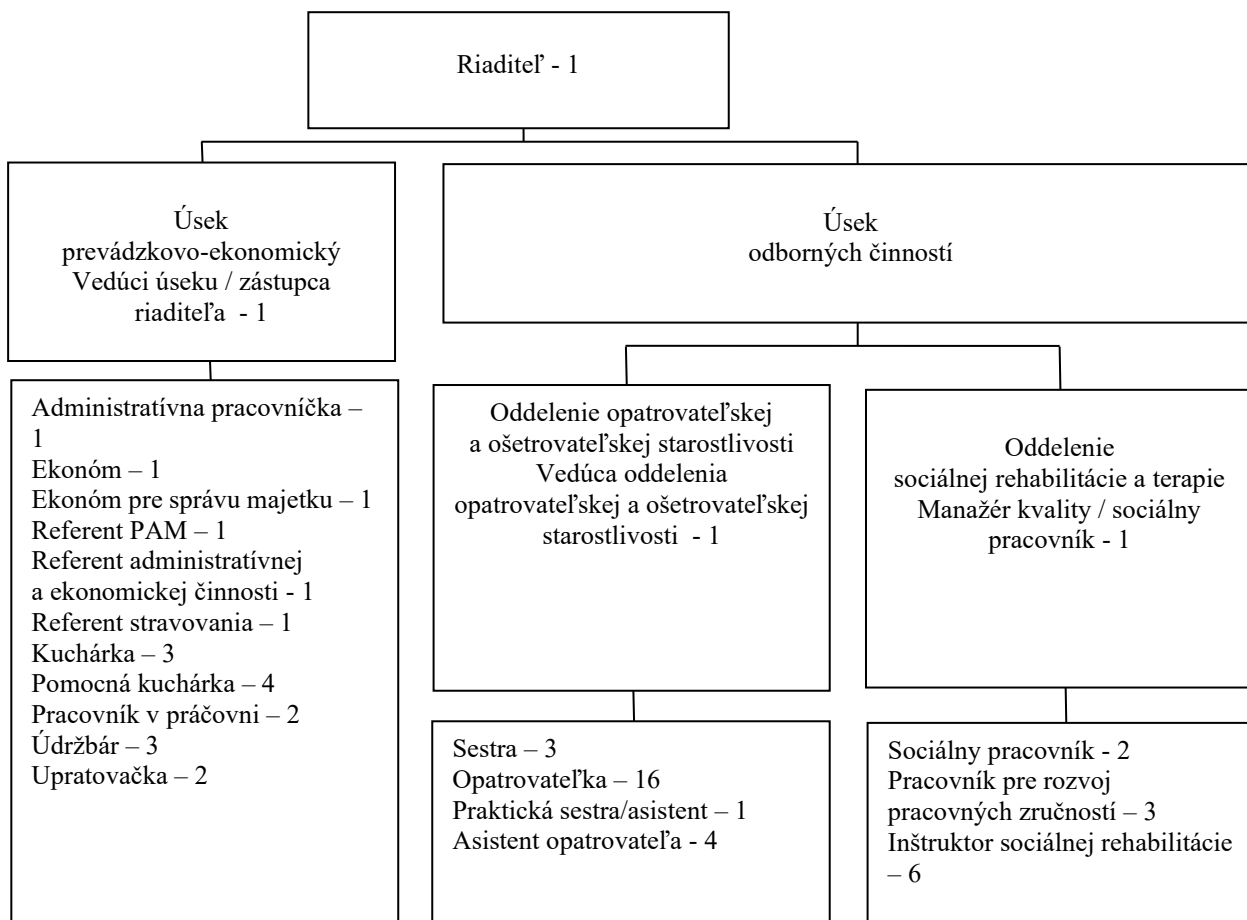 Riaditeľ - 1
Úsek
prevádzkovo-ekonomický
Vedúci úseku / zástupca
riaditeľa - 1
Úsek
odborných činností
Administratívna pracovníčka –
1
Ekonóm – 1
Ekonóm pre správu majetku – 1
Referent PAM – 1
Referent administratívnej
a ekonomickej činnosti - 1
Referent stravovania – 1
Kuchárka – 3
Pomocná kuchárka – 4
Pracovník v práčovni – 2
Údržbár – 3
Upratovačka – 2
Oddelenie opatrovateľskej
a ošetrovateľskej starostlivosti
Vedúca oddelenia
opatrovateľskej a ošetrovateľskej
starostlivosti - 1
Oddelenie
sociálnej rehabilitácie a terapie
Manažér kvality / sociálny
pracovník - 1
Sestra – 3
Opatrovateľka – 16
Praktická sestra/asistent – 1
Asistent opatrovateľa - 4
Sociálny pracovník - 2
Pracovník pre rozvoj
pracovných zručností – 3
Inštruktor sociálnej rehabilitácie
– 6